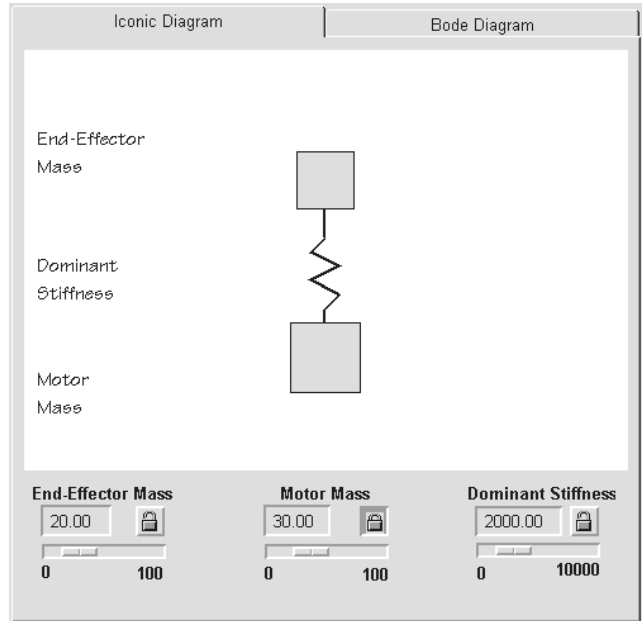 Iconic Diagram
Bode Diagram
End-Effector
Mass
Dominant
Stiffness
Motor
Mass
End-Effector Mass
Motor Mass
Dominant Stiffness
20.00
30.00
2000.00
0 100
0 100
0 10000